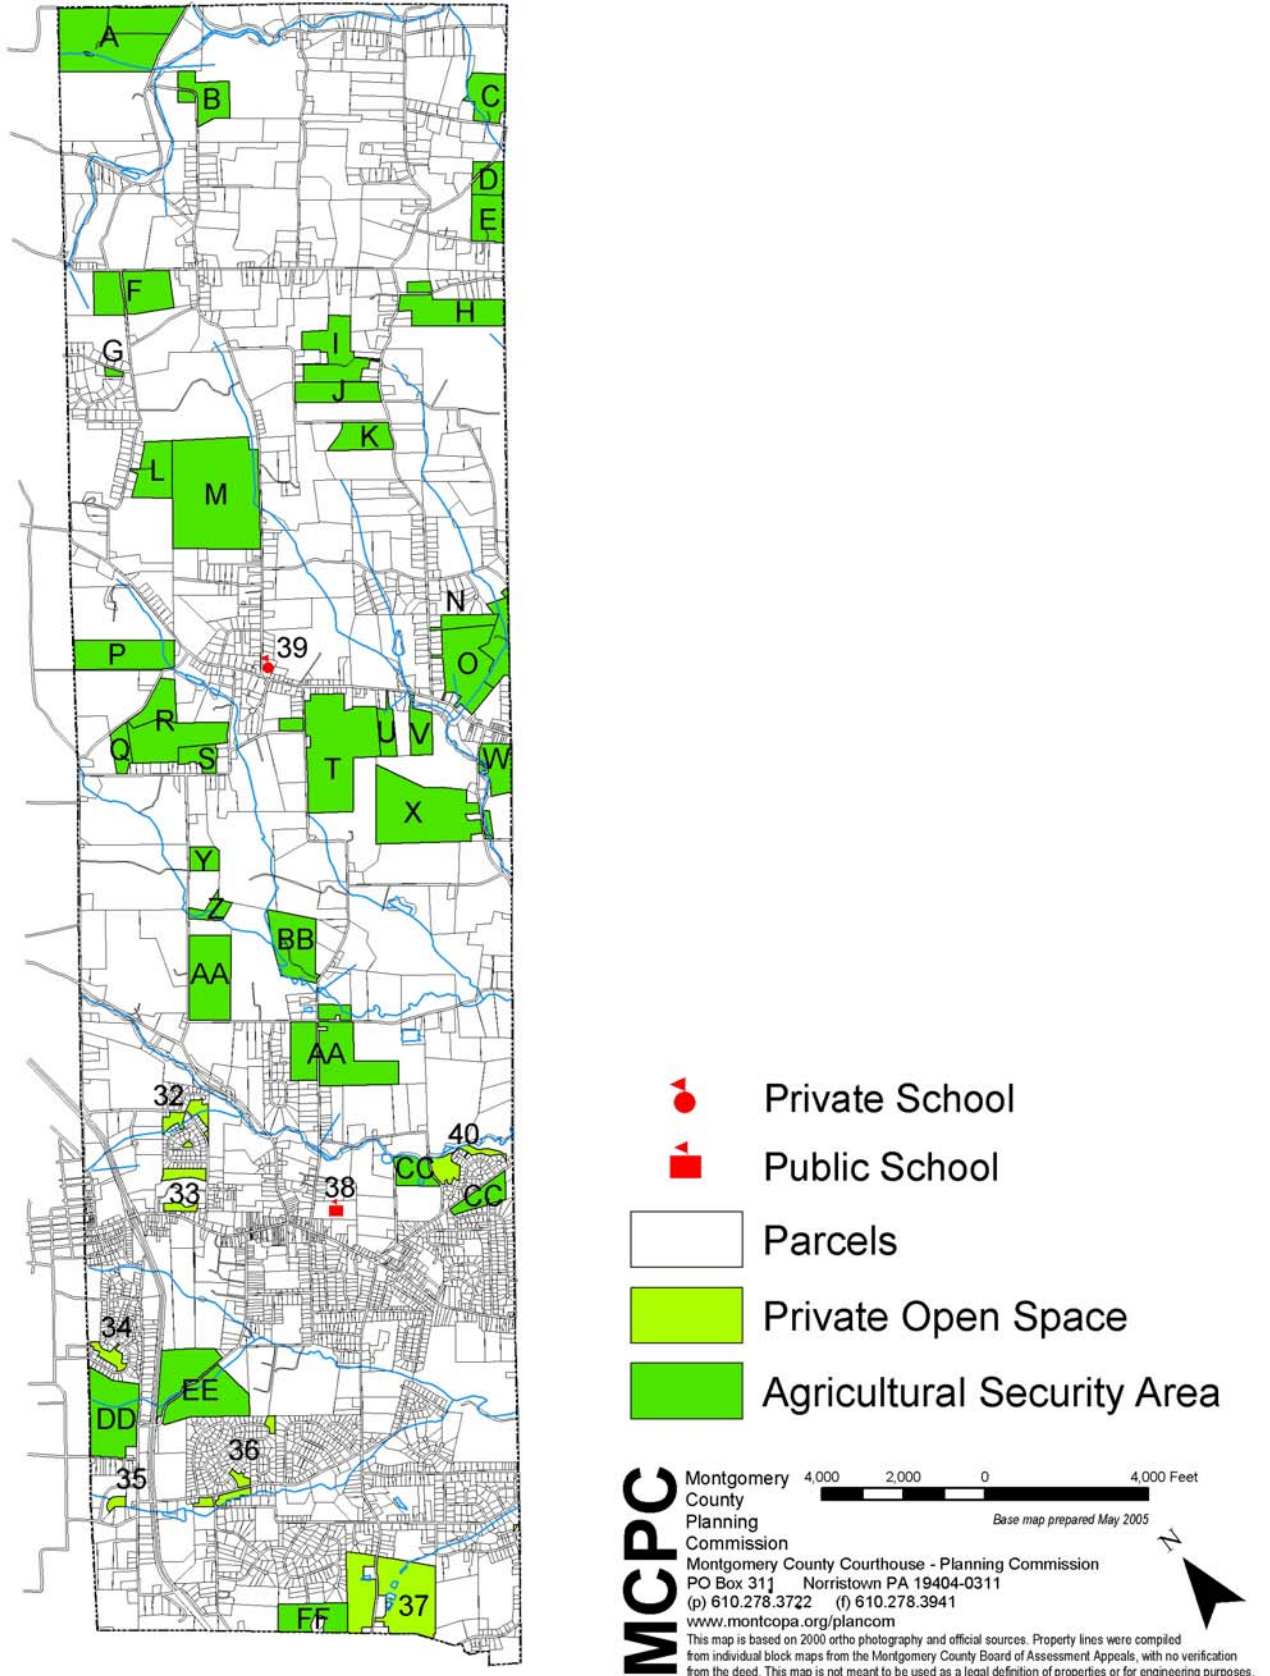 A
B
C
D
E
F
H
G
I
J
K
L
M
N
O
39
P
R
Q
S
U
V
T
W
X
Y
Z
BB
AA
AA
32
40
CC
33
38
CC
34
EE
DD
36
35
37
FF
Private School
Public School
Parcels
Private Open Space
Agricultural Security Area
MCPC
Montgomery
County
Planning
Commission
4,000 2,000 0 4,000 Feet
Base map prepared May 2005
N
Montgomery County Courthouse - Planning Commission
PO Box 311 Norristown PA 19404-0311
(p) 610.278.3722 (f) 610.278.3941
www.montcopa.org/plancom
This map is based on 2000 ortho photography and official sources. Property lines were compiled
from individual block maps from the Montgomery County Board of Assessment Appeals, with no verification
from the deed. This map is not meant to be used as a legal definition of properties or for engineering purposes.